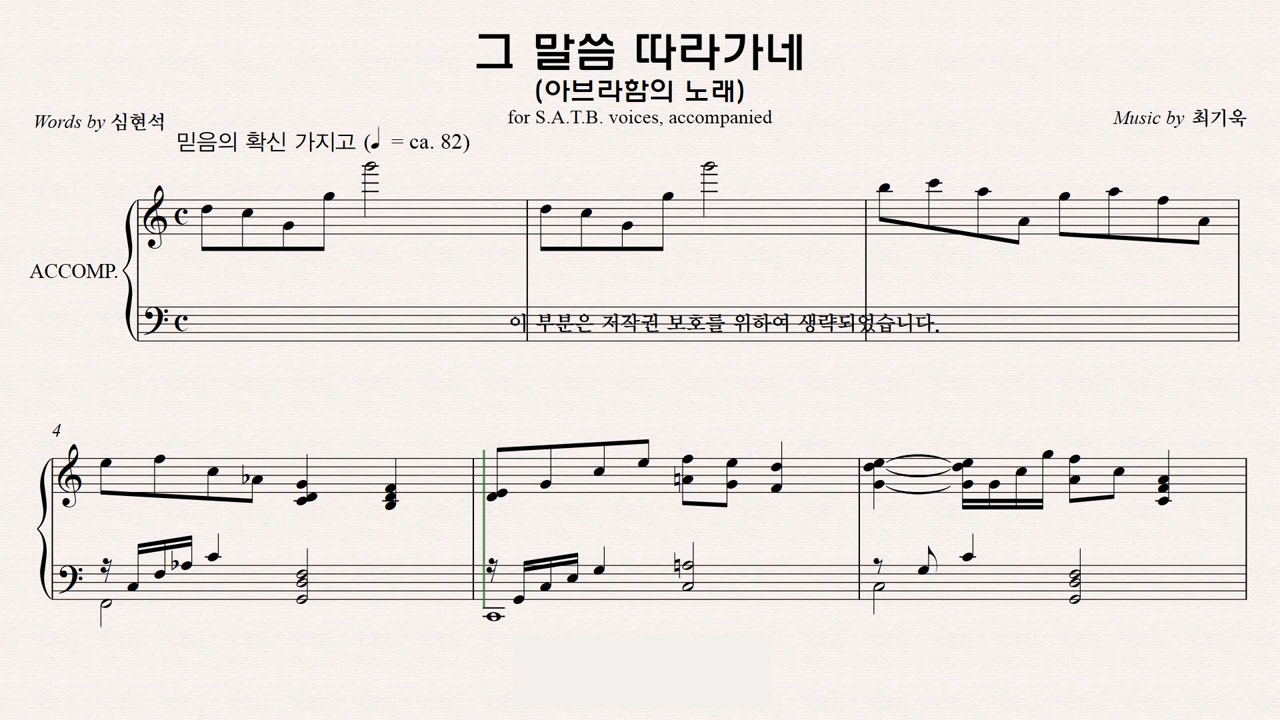 그 말씀 따라가네
(아브라함의 노래)
for S.A.T.B. voices, accompanied
Words by 심현석
Music by 최기욱
믿음의 확신 가지고 (♩ = ca. 82)
ACCOMP.
이 부분은 저작권 보호를 위하여 생략되었습니다.
4